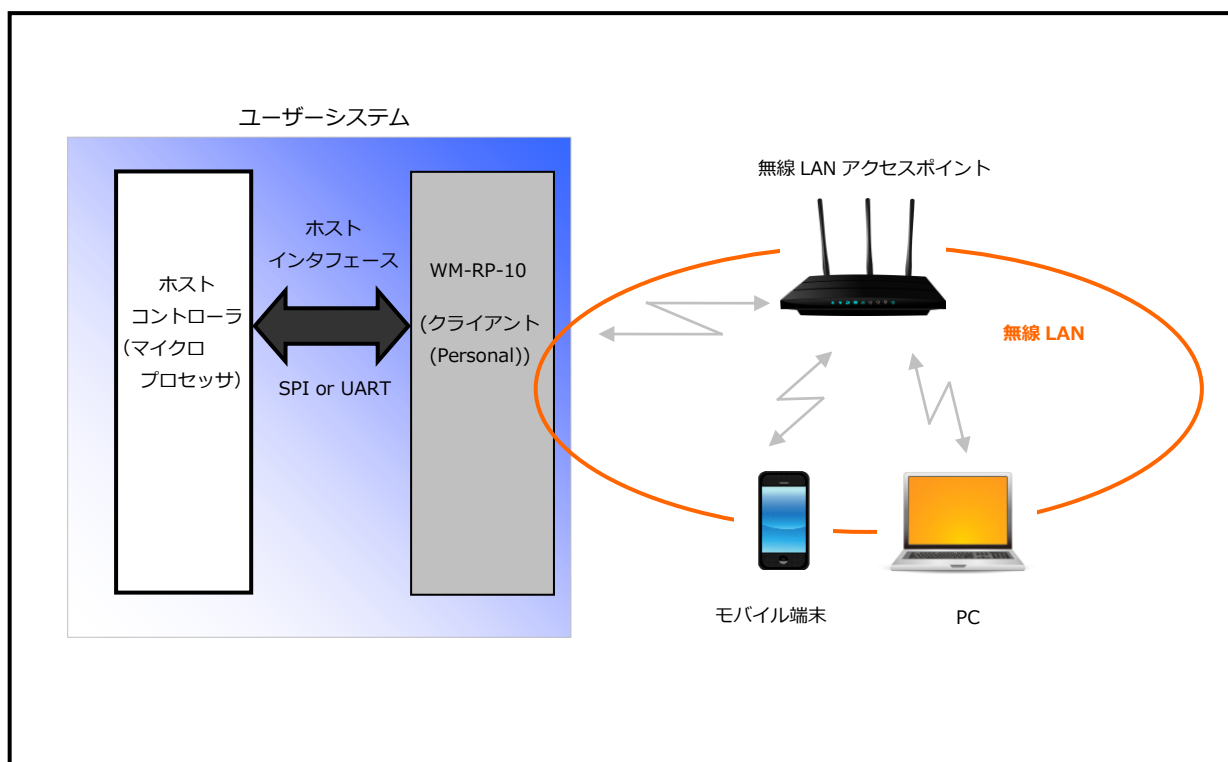 ユーザーシステム
ホスト
コントローラ
(マイクロ
プロセッサ)
ホスト
インタフェース
SPI or UART
WM-RP-10
(クライアント
(Personal))
無線 LAN アクセスポイント
無線 LAN
モバイル端末
PC